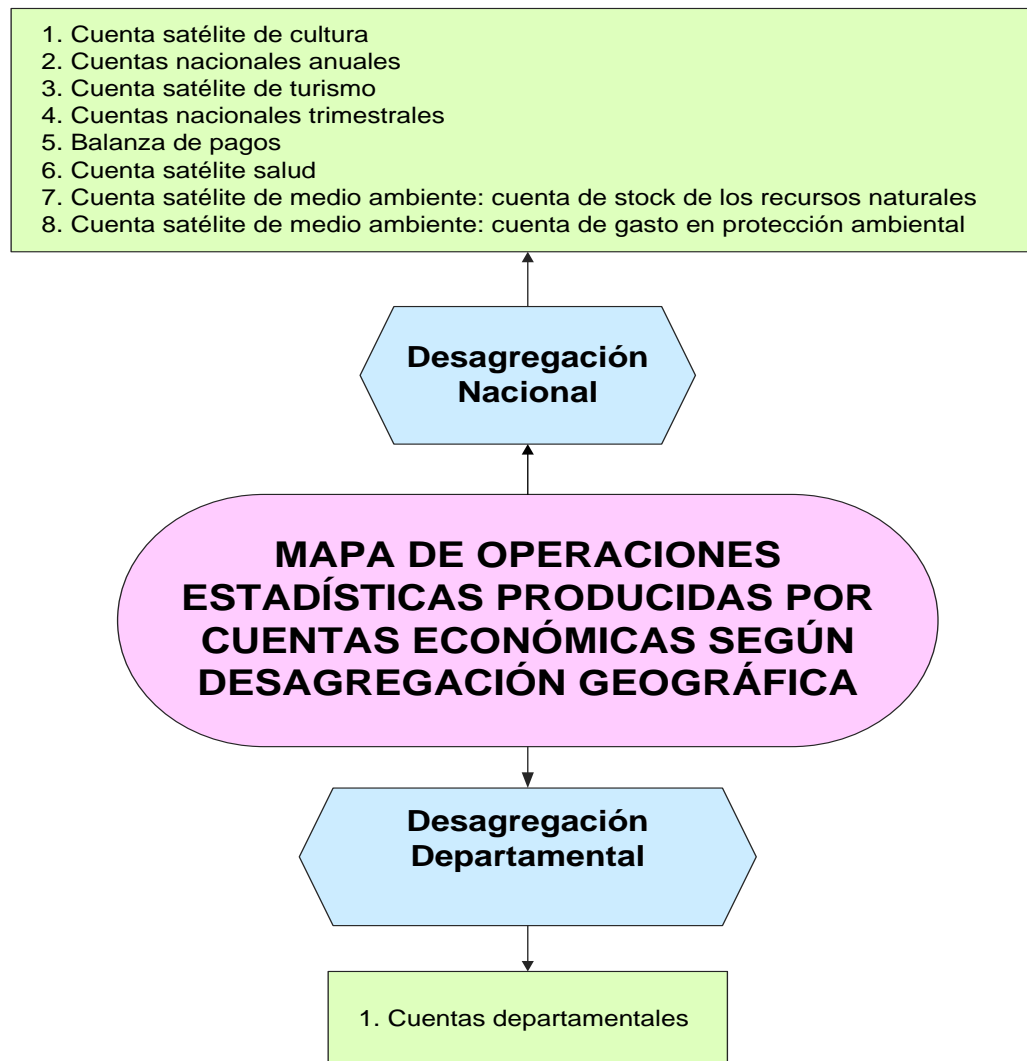 1. Cuenta satélite de cultura
2. Cuentas nacionales anuales
3. Cuenta satélite de turismo
4. Cuentas nacionales trimestrales
5. Balanza de pagos
6. Cuenta satélite salud
7. Cuenta satélite de medio ambiente: cuenta de stock de los recursos naturales
8. Cuenta satélite de medio ambiente: cuenta de gasto en protección ambiental
Desagregación
Nacional
MAPA DE OPERACIONES
ESTADÍSTICAS PRODUCIDAS POR
CUENTAS ECONÓMICAS SEGÚN
DESAGREGACIÓN GEOGRÁFICA
Desagregación
Departamental
1. Cuentas departamentales